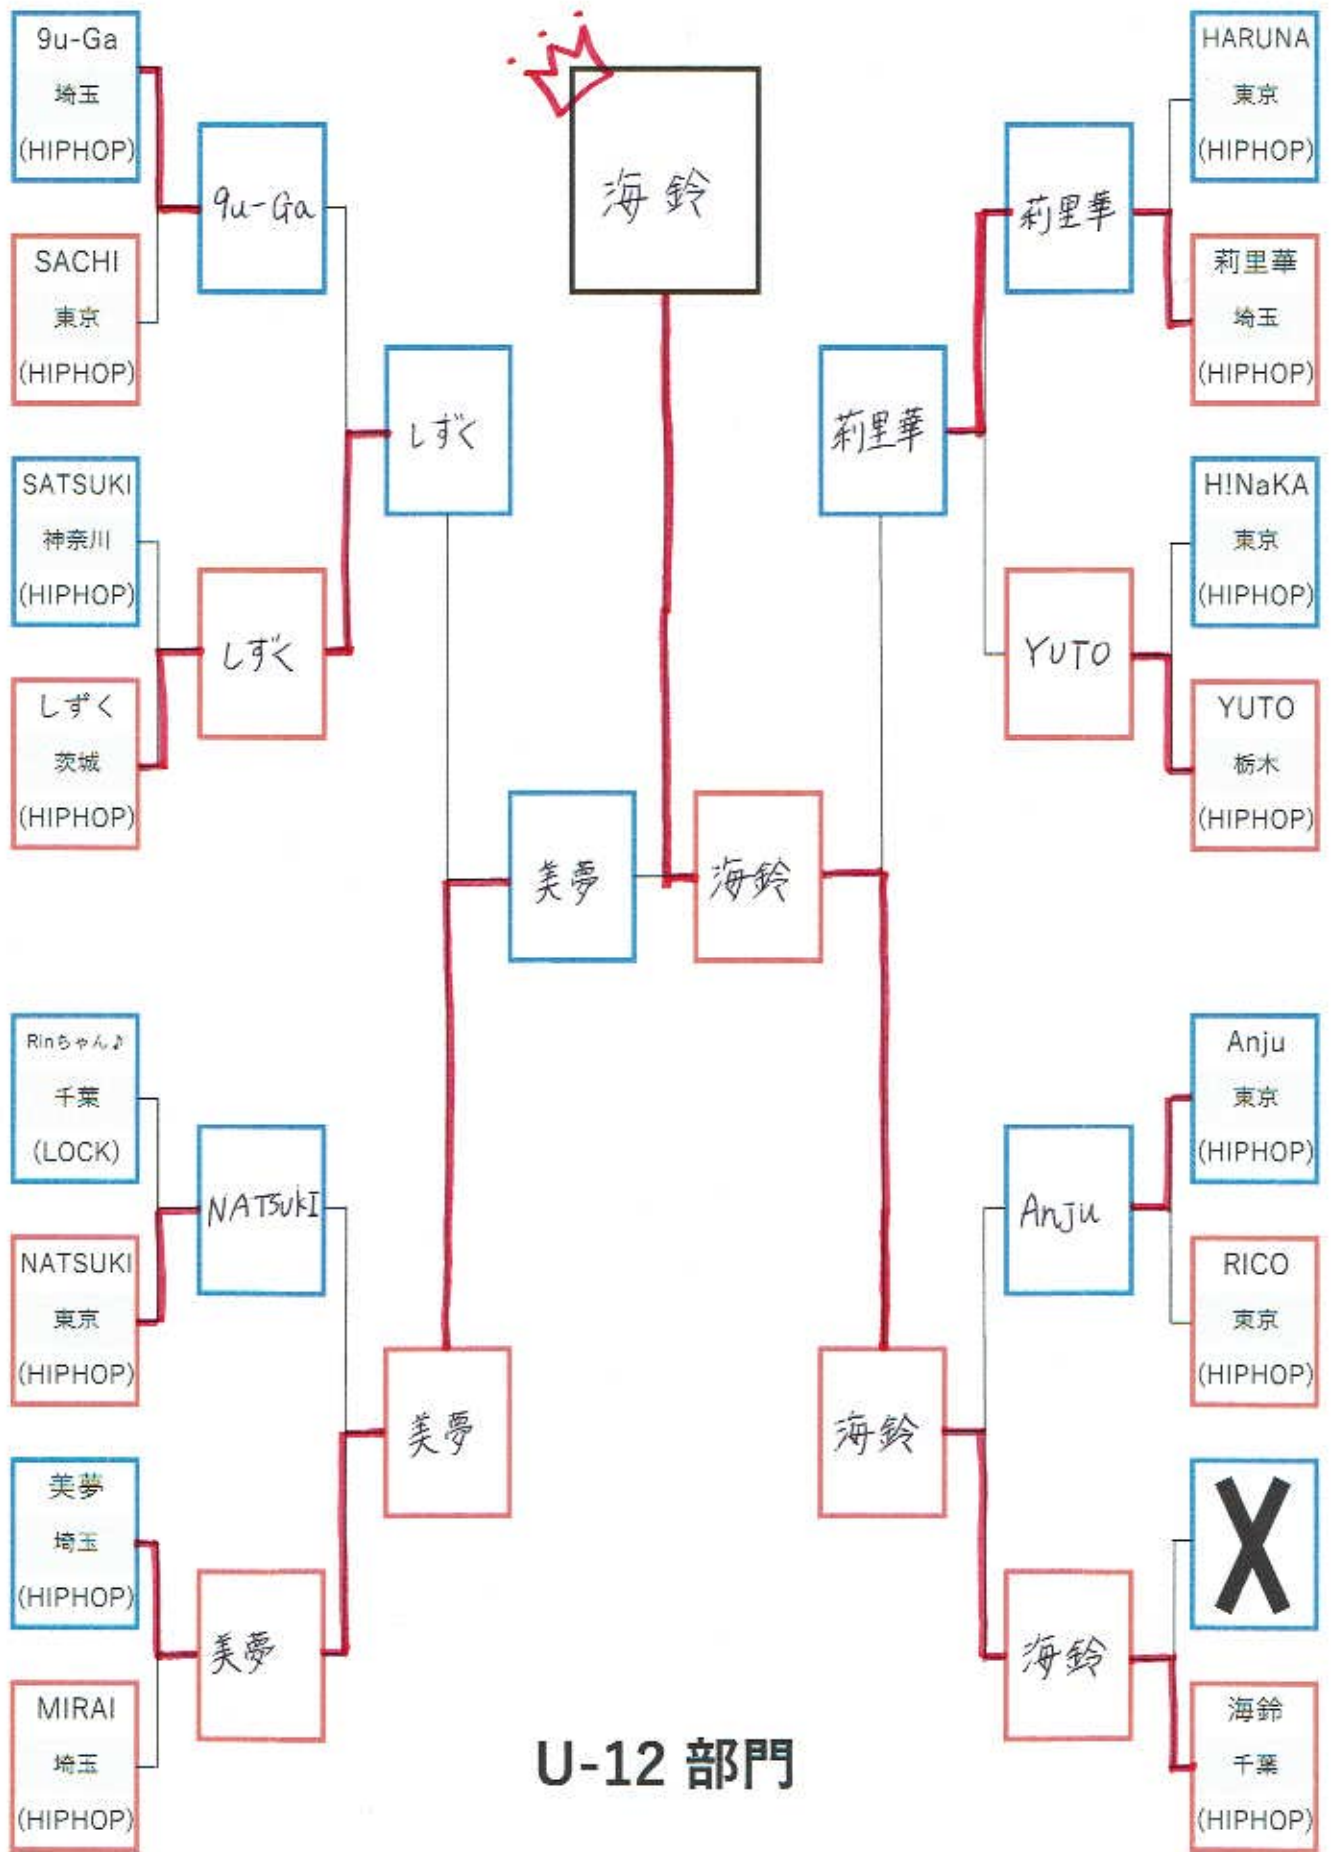 9u-Ga
埼玉
(HIPHOP)
SACHI
東京
(HIPHOP)
SATSUKI
神奈川
(HIPHOP)
しずく
茨城
(HIPHOP)
Rinちゃん♪
千葉
(LOCK)
NATSUKI
東京
(HIPHOP)
美夢
埼玉
(HIPHOP)
MIRAI
埼玉
(HIPHOP)
9u-Ga
しずく
NATSUKI
美夢
しずく
美夢
美夢
海鈴
海鈴
莉里華
海鈴
莉里華
YUTO
Anju
海鈴
HARUNA
東京
(HIPHOP)
莉里華
埼玉
(HIPHOP)
H!NaKA
東京
(HIPHOP)
YUTO
栃木
(HIPHOP)
Anju
東京
(HIPHOP)
RICO
東京
(HIPHOP)
X
海鈴
千葉
(HIPHOP)
U-12 部門